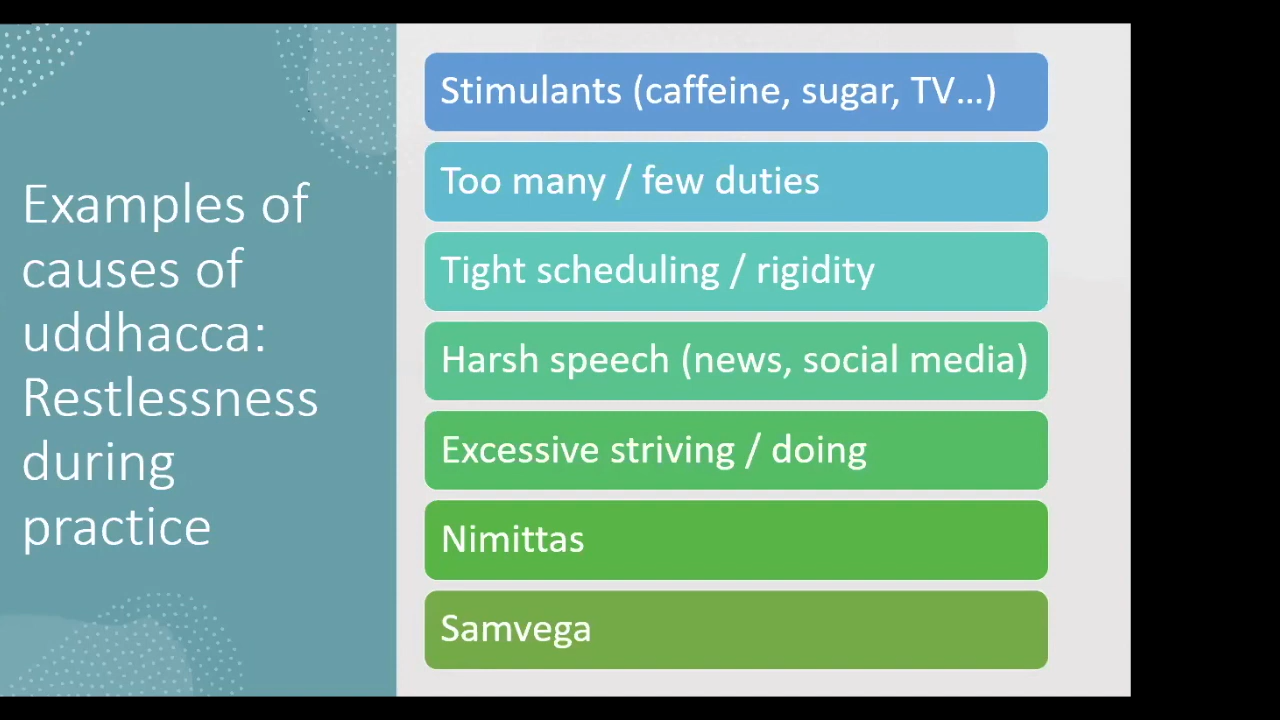 Examples of
causes of
uddhacca:
Restlessness
during
practice
Stimulants (caffeine, sugar, TV…)
Too many / few duties
Tight scheduling / rigidity
Harsh speech (news, social media)
Excessive striving / doing
Nimittas
Samvega